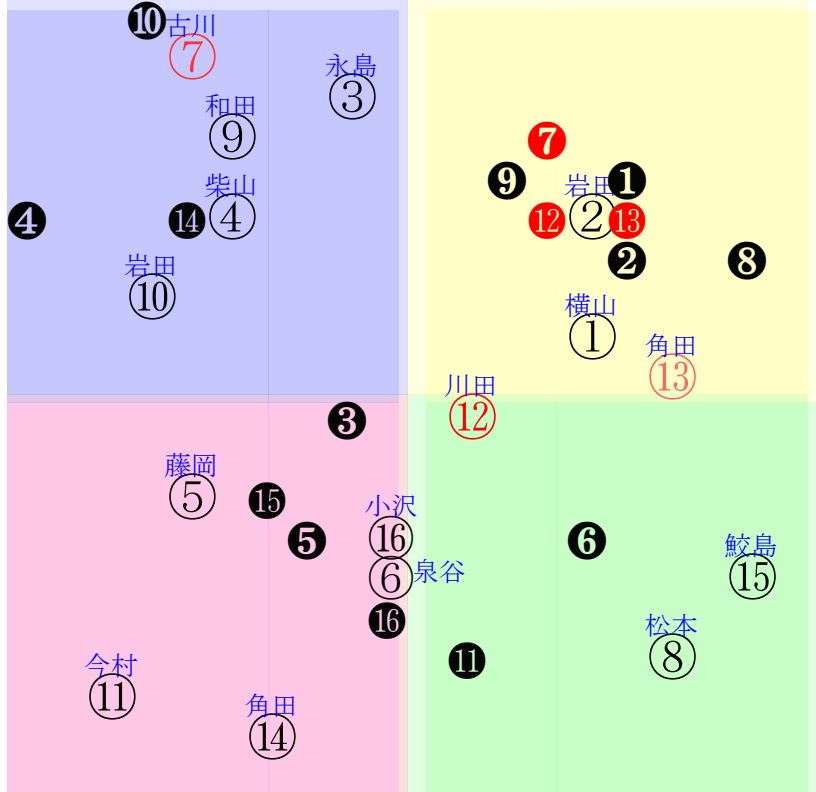 ❿
古川
⑦
永島
③
和田
⑨
❼
❾
岩田
❶
②
柴山
④
❹
⓮
⓬
⓭
岩田
⑩
❷
❽
横山
①
角田
⑬
川田
⑫
❸
藤岡
⑤
⓯
小沢
⑯
❺
❻
鮫島
⑮
⑥
泉谷
⓰
松本
⑧
⓫
今村
⑪
角田
⑭